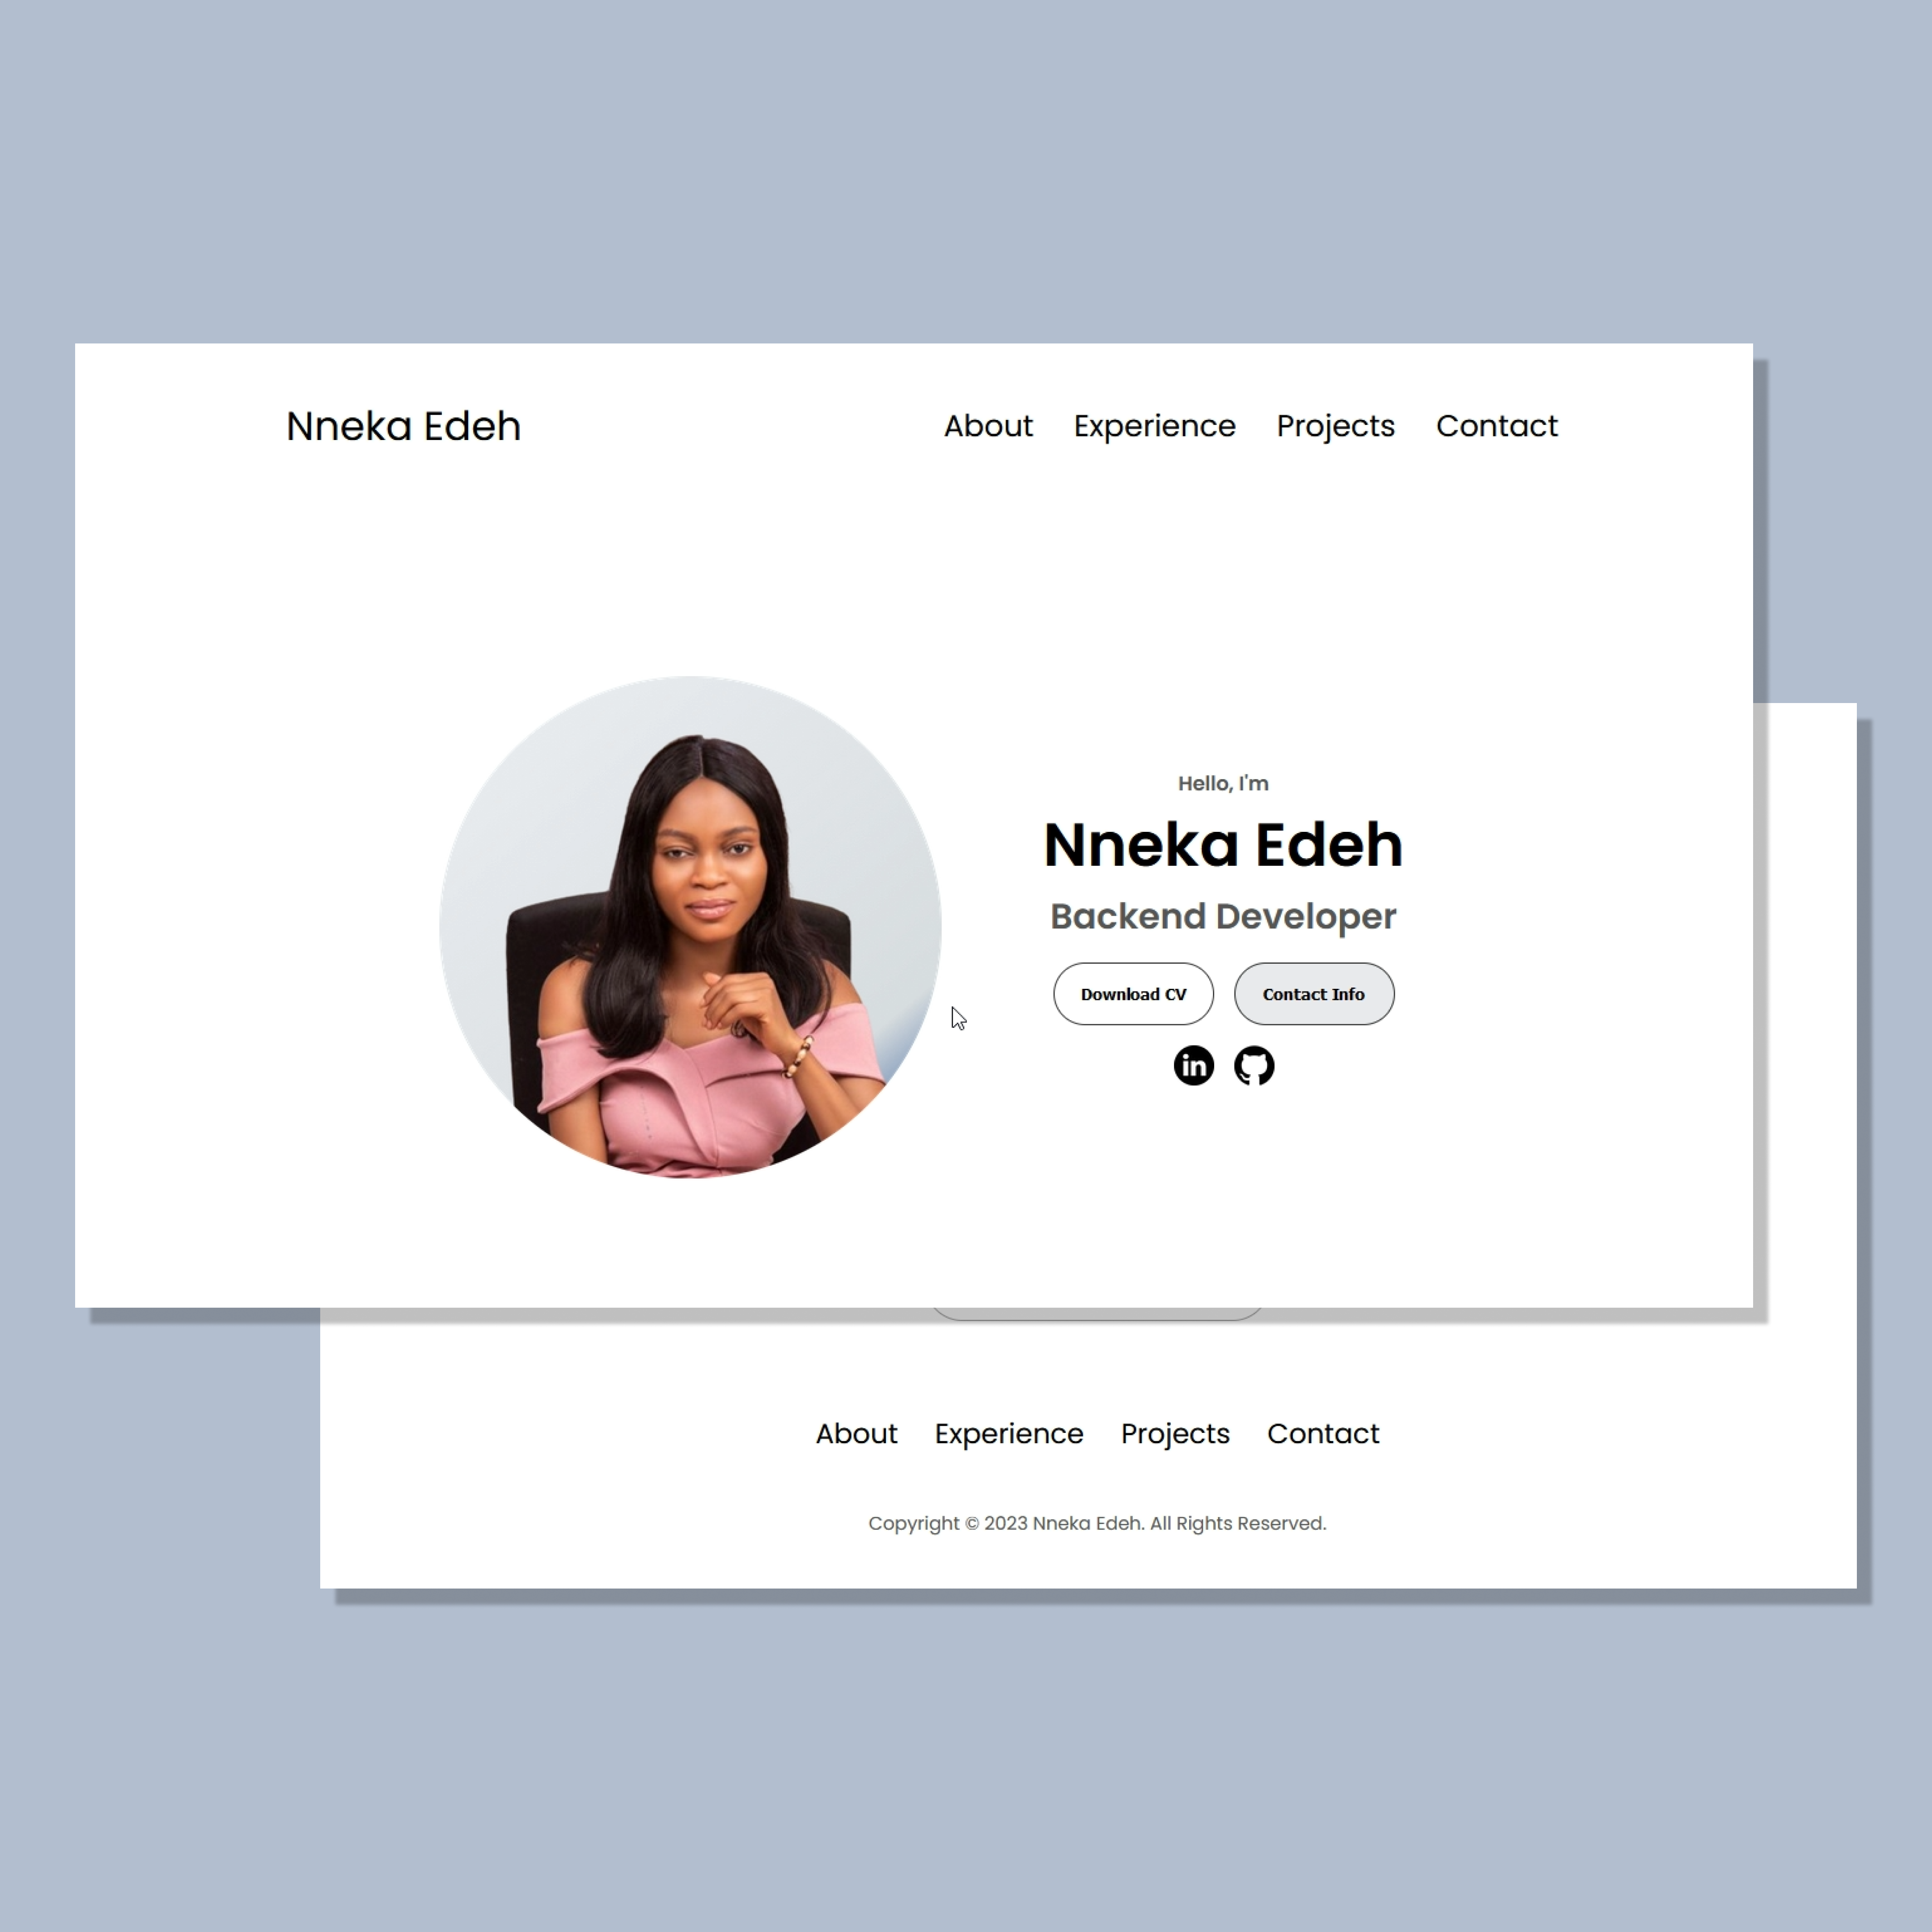 Nneka Edeh
About Experience Projects Contact
Hello, I'm
Nneka Edeh
Backend Developer
Download CV Contact Info
in
About Experience Projects Contact
Copyright © 2023 Nneka Edeh. All Rights Reserved.